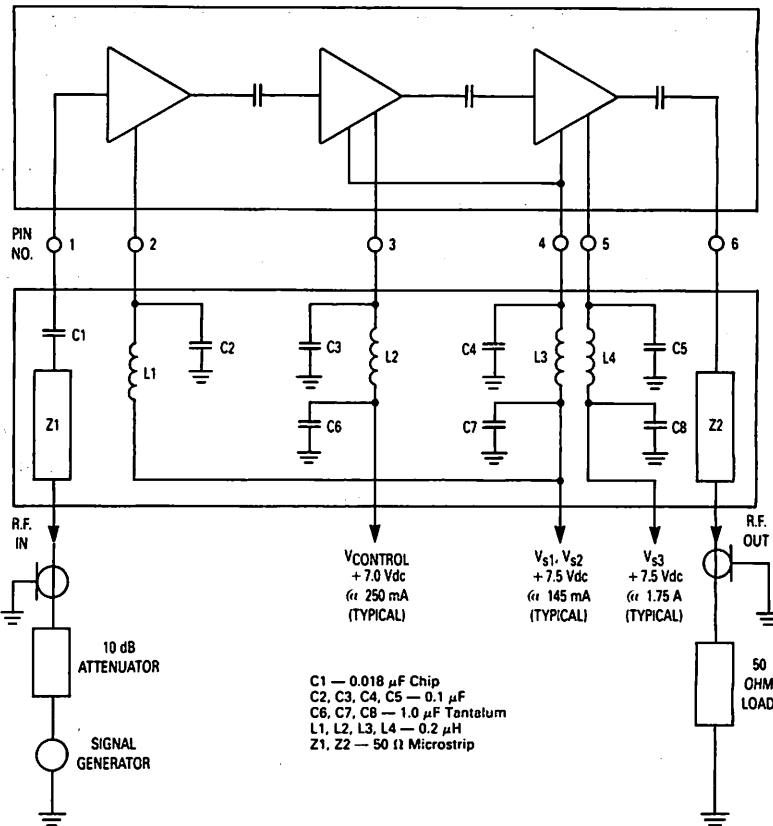 PIN
NO.
1
2
3
4
5
6
C1
C2
C3
C4
C5
L1
L2
L3
L4
C6
C7
C8
Z1
Z2
R.F.
IN
R.F.
OUT
VCONTROL
+ 7.0 Vdc
@ 250 mA
(TYPICAL)
Vs1, Vs2
+ 7.5 Vdc
@ 145 mA
(TYPICAL)
Vs3
+ 7.5 Vdc
@ 1.75 A
(TYPICAL)
10 dB
ATTENUATOR
SIGNAL
GENERATOR
50
OHM
LOAD
C1 — 0.018 μF Chip
C2, C3, C4, C5 — 0.1 μF
C6, C7, C8 — 1.0 μF Tantalum
L1, L2, L3, L4 — 0.2 μH
Z1, Z2 — 50 Ω Microstrip